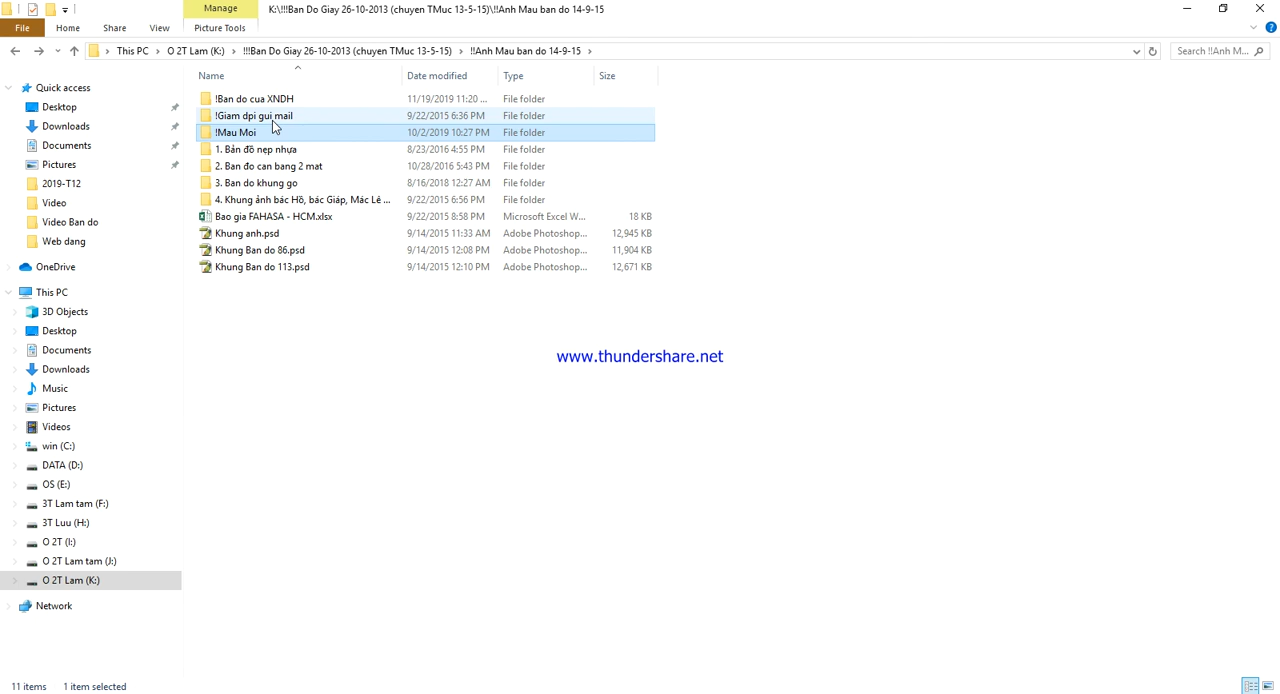 Manage
K:\!!!Ban Do Giay 26-10-2013 (chuyen TMuc 13-5-15)\!!Anh Mau ban do 14-9-15
File Home Share View Picture Tools
This PC › O 2T Lam (K:) › !!!Ban Do Giay 26-10-2013 (chuyen TMuc 13-5-15) › !!Anh Mau ban do 14-9-15 ›
Search !!Anh M...
Name Date modified Type Size
Quick access
Desktop
Downloads
Documents
Pictures
2019-T12
Video
Video Ban do
Web dang
OneDrive
This PC
3D Objects
Desktop
Documents
Downloads
Music
Pictures
Videos
win (C:)
DATA (D:)
OS (E:)
3T Lam tam (F:)
3T Luu (H:)
O 2T (I:)
O 2T Lam tam (J:)
O 2T Lam (K:)
Network
!Ban do cua XNDH 11/19/2019 11:20 ... File folder
!Giam dpi gui mail 9/22/2015 6:36 PM File folder
!Mau Moi 10/2/2019 10:27 PM File folder
1. Bản đồ nẹp nhựa 8/23/2016 4:55 PM File folder
2. Ban đo can bang 2 mat 10/28/2016 5:43 PM File folder
3. Ban do khung go 8/16/2018 12:27 AM File folder
4. Khung ảnh bác Hồ, bác Giáp, Mác Lê ... 9/22/2015 6:56 PM File folder
Bao gia FAHASA - HCM.xlsx 9/22/2015 8:58 PM Microsoft Excel W... 18 KB
Khung anh.psd 9/14/2015 11:33 AM Adobe Photoshop... 12,945 KB
Khung Ban do 86.psd 9/14/2015 12:08 PM Adobe Photoshop... 11,904 KB
Khung Ban do 113.psd 9/14/2015 12:10 PM Adobe Photoshop... 12,671 KB
www.thundershare.net
11 items 1 item selected